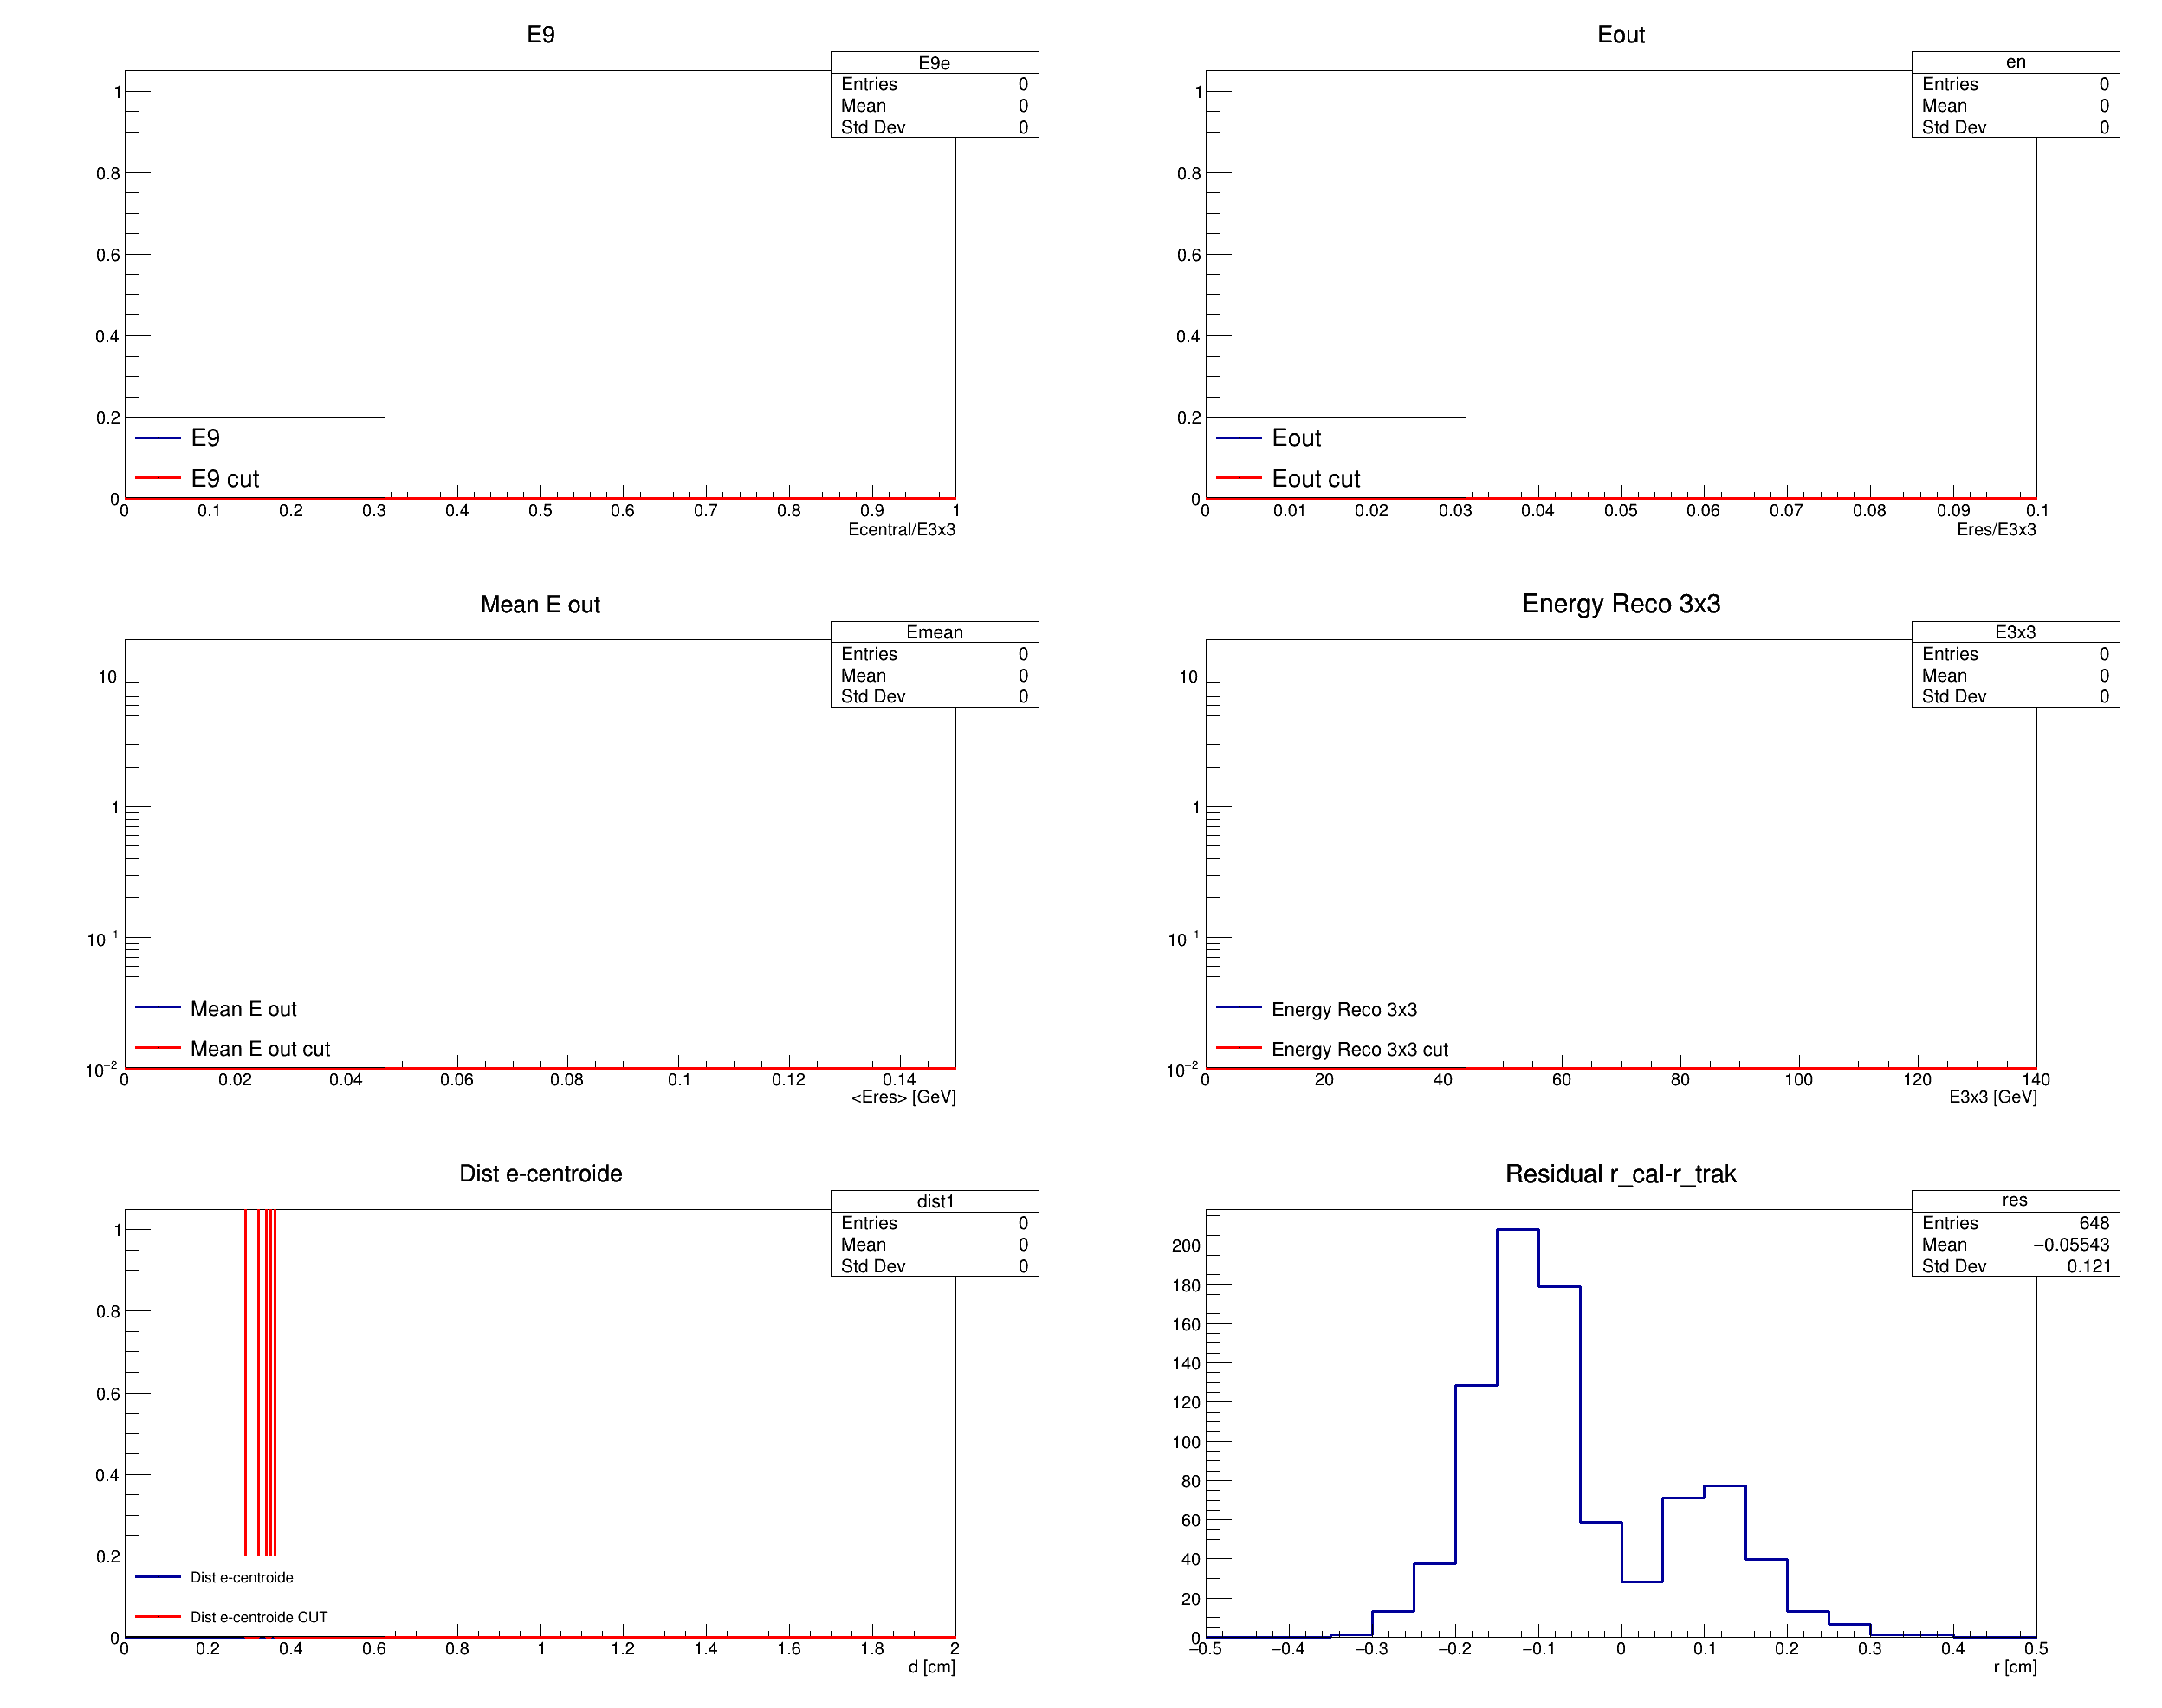 E9
E9e
Entries 0
Mean 0
Std Dev 0
1
0.8
0.6
0.4
0.2
0
E9
E9 cut
0 0.1 0.2 0.3 0.4 0.5 0.6 0.7 0.8 0.9 1
Ecentral/E3x3
Eout
en
Entries 0
Mean 0
Std Dev 0
1
0.8
0.6
0.4
0.2
0
Eout
Eout cut
0 0.01 0.02 0.03 0.04 0.05 0.06 0.07 0.08 0.09 0.1
Eres/E3x3
Mean E out
Emean
Entries 0
Mean 0
Std Dev 0
10
1
10⁻¹
10⁻²
Mean E out
Mean E out cut
0 0.02 0.04 0.06 0.08 0.1 0.12 0.14
<Eres> [GeV]
Energy Reco 3x3
E3x3
Entries 0
Mean 0
Std Dev 0
10
1
10⁻¹
10⁻²
Energy Reco 3x3
Energy Reco 3x3 cut
0 20 40 60 80 100 120 140
E3x3 [GeV]
Dist e-centroide
dist1
Entries 0
Mean 0
Std Dev 0
1
0.8
0.6
0.4
0.2
0
Dist e-centroide
Dist e-centroide CUT
0 0.2 0.4 0.6 0.8 1 1.2 1.4 1.6 1.8 2
d [cm]
Residual r_cal-r_trak
res
Entries 648
Mean −0.05543
Std Dev 0.121
200
180
160
140
120
100
80
60
40
20
0
−0.5 −0.4 −0.3 −0.2 −0.1 0 0.1 0.2 0.3 0.4 0.5
r [cm]